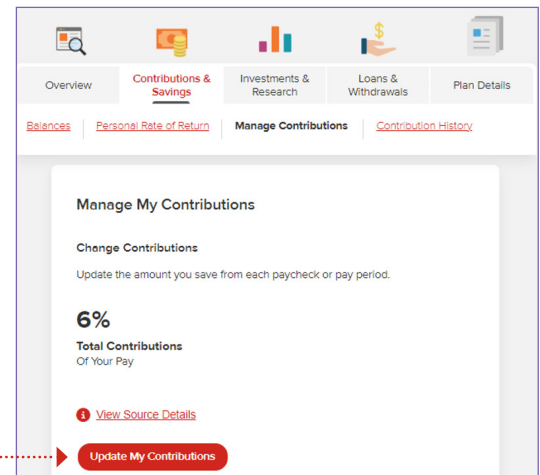 Overview
Contributions &
Savings
Investments &
Research
Loans &
Withdrawals
Plan Details
Balances
Personal Rate of Return
Manage Contributions
Contribution History
Manage My Contributions
Change Contributions
Update the amount you save from each paycheck or pay period.
6%
Total Contributions
Of Your Pay
View Source Details
Update My Contributions